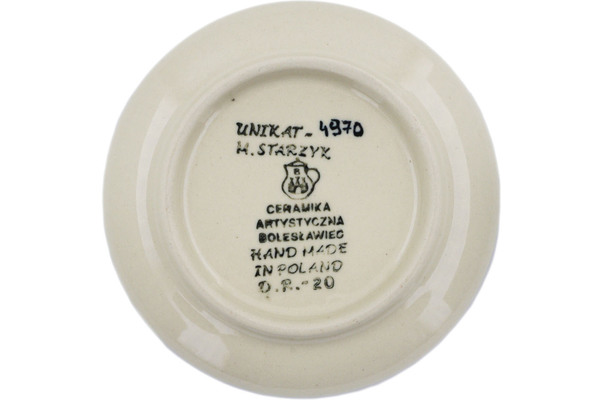 UNIKAT - 4970
M. STARZYK
B
CERAMIKA
ARTYSTYCZNA
BOLESŁAWIEC
HAND MADE
IN POLAND
D.R.-20